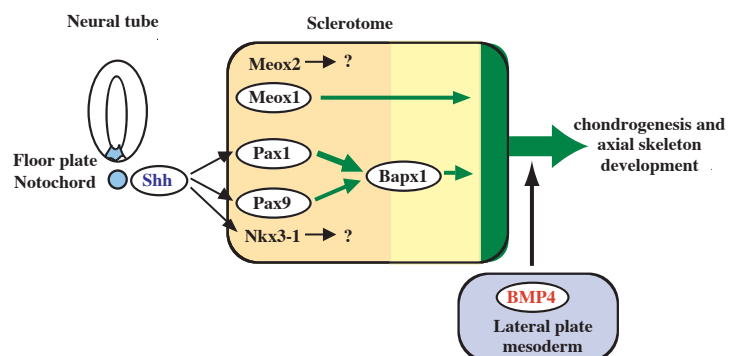 Neural tube
Sclerotome
Meox2 ?
Meox1
chondrogenesis and
axial skeleton
development
Pax1
Floor plate
Notochord
Shh
Bapx1
Pax9
Nkx3-1 ?
BMP4
Lateral plate
mesoderm